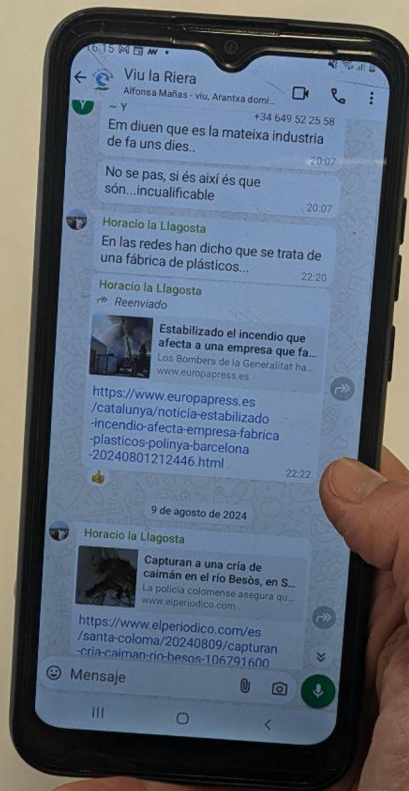 16:15
Viu la Riera
Alfonsa Mañas - viu, Arantxa domi...
~ Y
+34 649 52 25 58
Em diuen que es la mateixa industria
de fa uns dies..
20:07
No se pas, si és així és que
són...incualificable
20:07
Horacio la Llagosta
En las redes han dicho que se trata de
una fábrica de plásticos...
22:20
Horacio la Llagosta
Reenviado
Estabilizado el incendio que
afecta a una empresa que fa...
Los Bombers de la Generalitat ha...
www.europapress.es
https://www.europapress.es
/catalunya/noticia-estabilizado
-incendio-afecta-empresa-fabrica
-plasticos-polinya-barcelona
-20240801212446.html
22:22
9 de agosto de 2024
Horacio la Llagosta
Capturan a una cría de
caimán en el río Besòs, en S...
La policía colomense asegura qu...
www.elperiodico.com
https://www.elperiodico.com/es
/santa-coloma/20240809/capturan
-cria-caiman-rio-besos-106791600
Mensaje